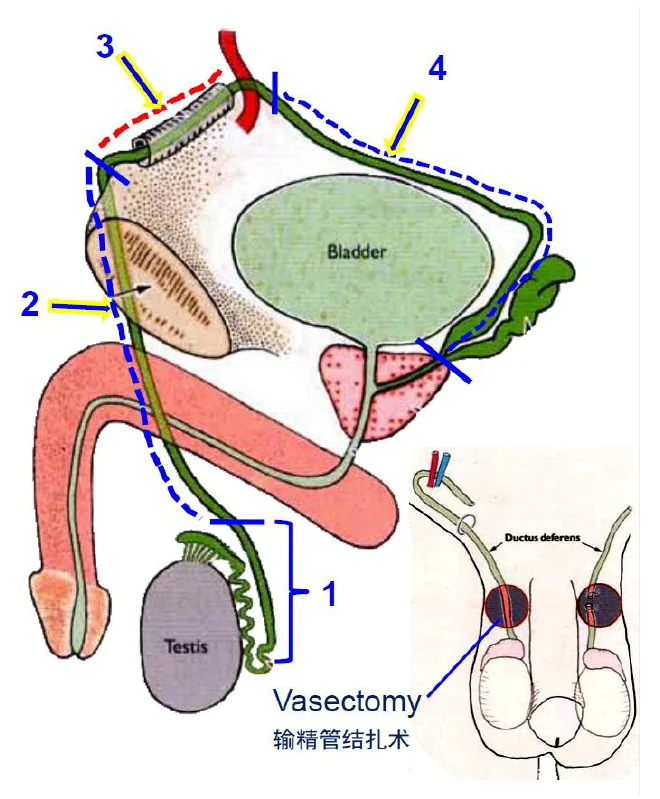 3
4
Bladder
2
Ductus deferens
1
Testis
Vasectomy
输精管结扎术